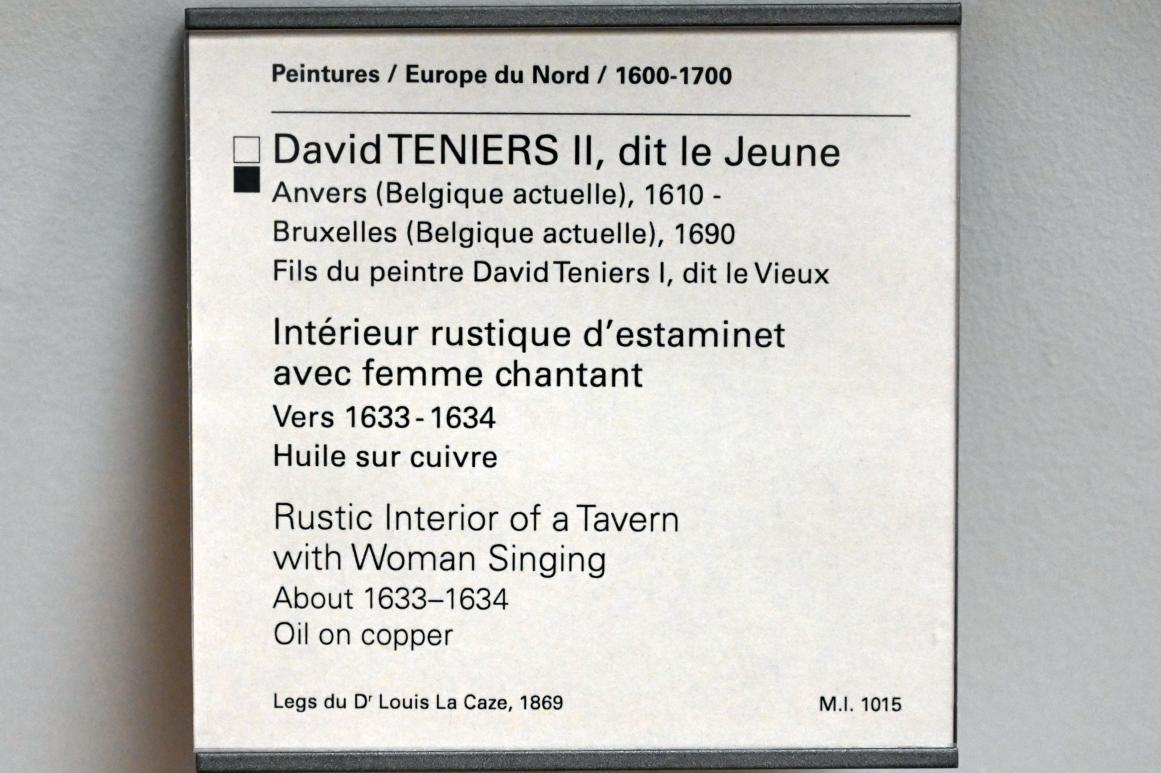 Peintures / Europe du Nord / 1600-1700
David TENIERS II, dit le Jeune
Anvers (Belgique actuelle), 1610 -
Bruxelles (Belgique actuelle), 1690
Fils du peintre David Teniers I, dit le Vieux
Intérieur rustique d'estaminet
avec femme chantant
Vers 1633-1634
Huile sur cuivre
Rustic Interior of a Tavern
with Woman Singing
About 1633–1634
Oil on copper
Legs du Dr Louis La Caze, 1869
M.I. 1015